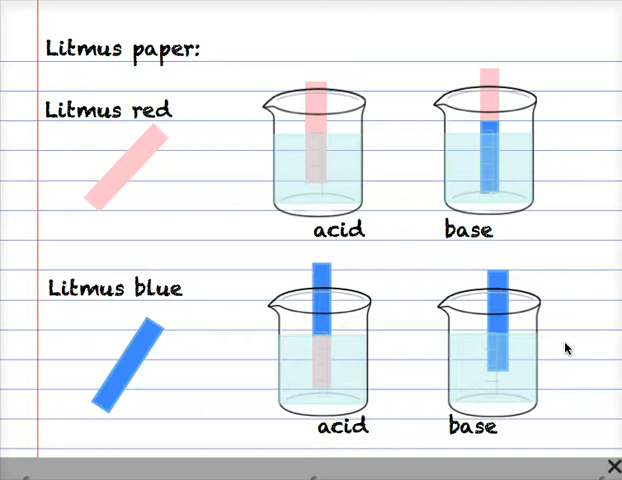 Litmus paper:
Litmus red
acid
base
Litmus blue
acid
base